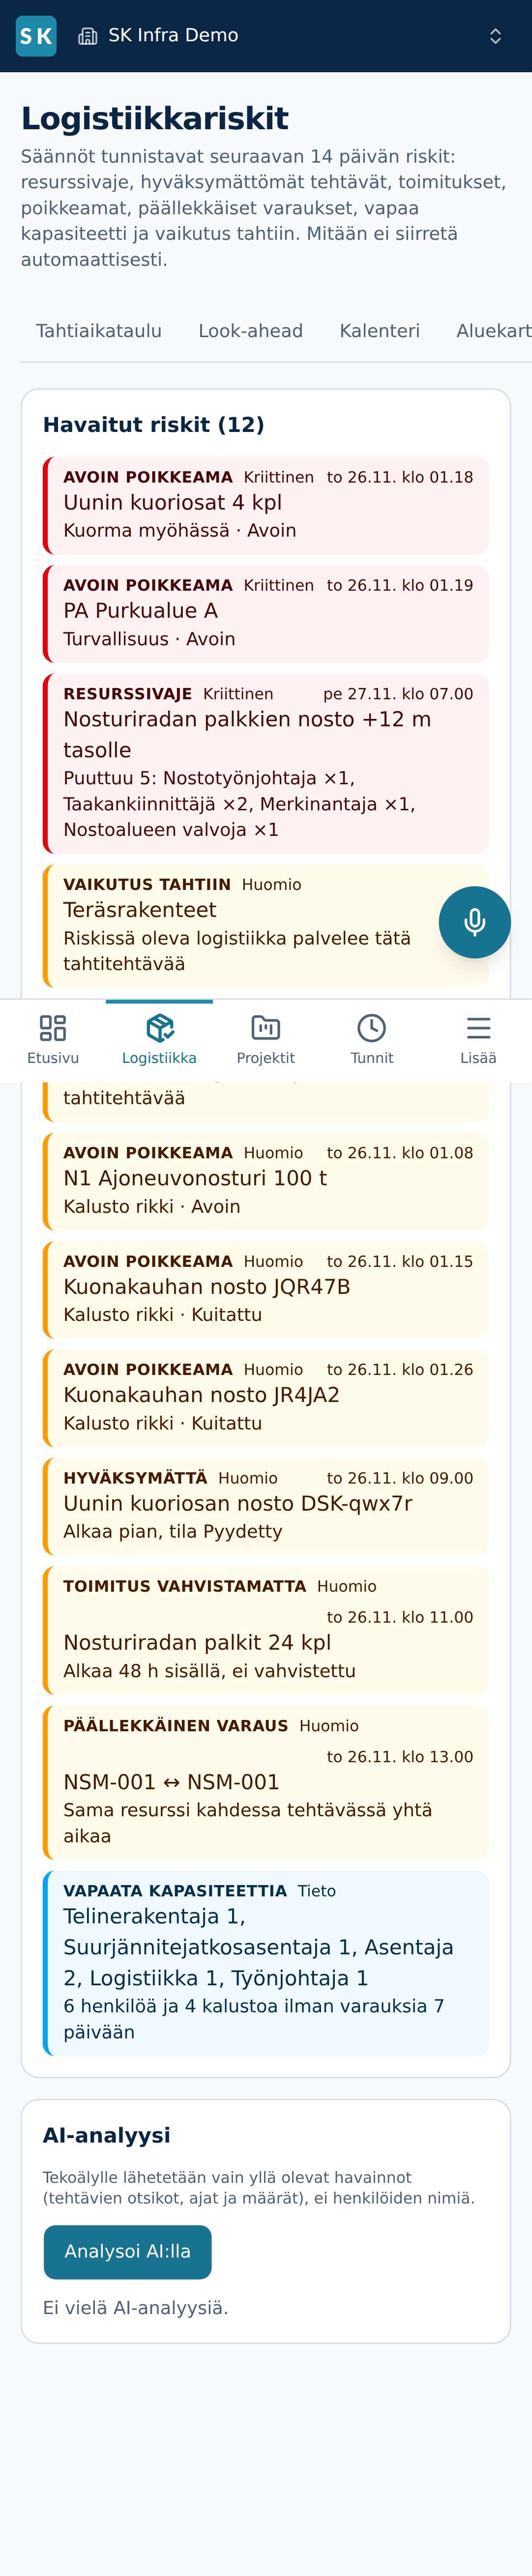 SK SK Infra Demo
Logistiikkariskit
Säännöt tunnistavat seuraavan 14 päivän riskit:
resurssivaje, hyväksymättömät tehtävät, toimitukset,
poikkeamat, päällekkäiset varaukset, vapaa
kapasiteetti ja vaikutus tahtiin. Mitään ei siirretä
automaattisesti.
Tahtiaikataulu Look-ahead Kalenteri Aluekart
Havaitut riskit (12)
AVOIN POIKKEAMA Kriittinen to 26.11. klo 01.18
Uunin kuoriosat 4 kpl
Kuorma myöhässä · Avoin
AVOIN POIKKEAMA Kriittinen to 26.11. klo 01.19
PA Purkualue A
Turvallisuus · Avoin
RESURSSIVAJE Kriittinen pe 27.11. klo 07.00
Nosturiradan palkkien nosto +12 m
tasolle
Puuttuu 5: Nostotyönjohtaja ×1,
Taakankiinnittäjä ×2, Merkinantaja ×1,
Nostoalueen valvoja ×1
VAIKUTUS TAHTIIN Huomio
Teräsrakenteet
Riskissä oleva logistiikka palvelee tätä
tahtitehtävää
Etusivu Logistiikka Projektit Tunnit Lisää
tahtitehtävää
AVOIN POIKKEAMA Huomio to 26.11. klo 01.08
N1 Ajoneuvonosturi 100 t
Kalusto rikki · Avoin
AVOIN POIKKEAMA Huomio to 26.11. klo 01.15
Kuonakauhan nosto JQR47B
Kalusto rikki · Kuitattu
AVOIN POIKKEAMA Huomio to 26.11. klo 01.26
Kuonakauhan nosto JR4JA2
Kalusto rikki · Kuitattu
HYVÄKSYMÄTTÄ Huomio to 26.11. klo 09.00
Uunin kuoriosan nosto DSK-qwx7r
Alkaa pian, tila Pyydetty
TOIMITUS VAHVISTAMATTA Huomio
to 26.11. klo 11.00
Nosturiradan palkit 24 kpl
Alkaa 48 h sisällä, ei vahvistettu
PÄÄLLEKKÄINEN VARAUS Huomio
to 26.11. klo 13.00
NSM-001 ↔ NSM-001
Sama resurssi kahdessa tehtävässä yhtä
aikaa
VAPAATA KAPASITEETTIA Tieto
Telinerakentaja 1,
Suurjännitejatkosasentaja 1, Asentaja
2, Logistiikka 1, Työnjohtaja 1
6 henkilöä ja 4 kalustoa ilman varauksia 7
päivään
AI-analyysi
Tekoälylle lähetetään vain yllä olevat havainnot
(tehtävien otsikot, ajat ja määrät), ei henkilöiden nimiä.
Analysoi AI:lla
Ei vielä AI-analyysiä.